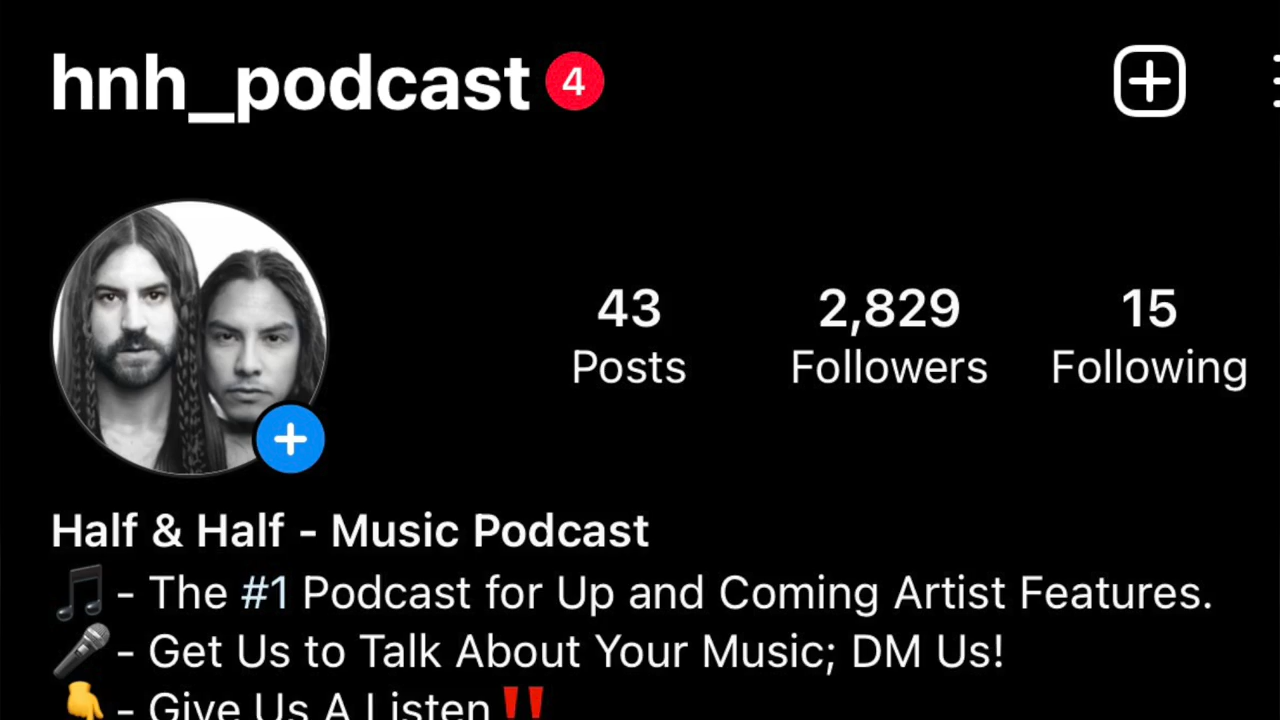 hnh_podcast 4
43 2,829 15
Posts Followers Following
Half & Half - Music Podcast
🎵 - The #1 Podcast for Up and Coming Artist Features.
🎤 - Get Us to Talk About Your Music; DM Us!
👇 - Give Us A Listen‼️